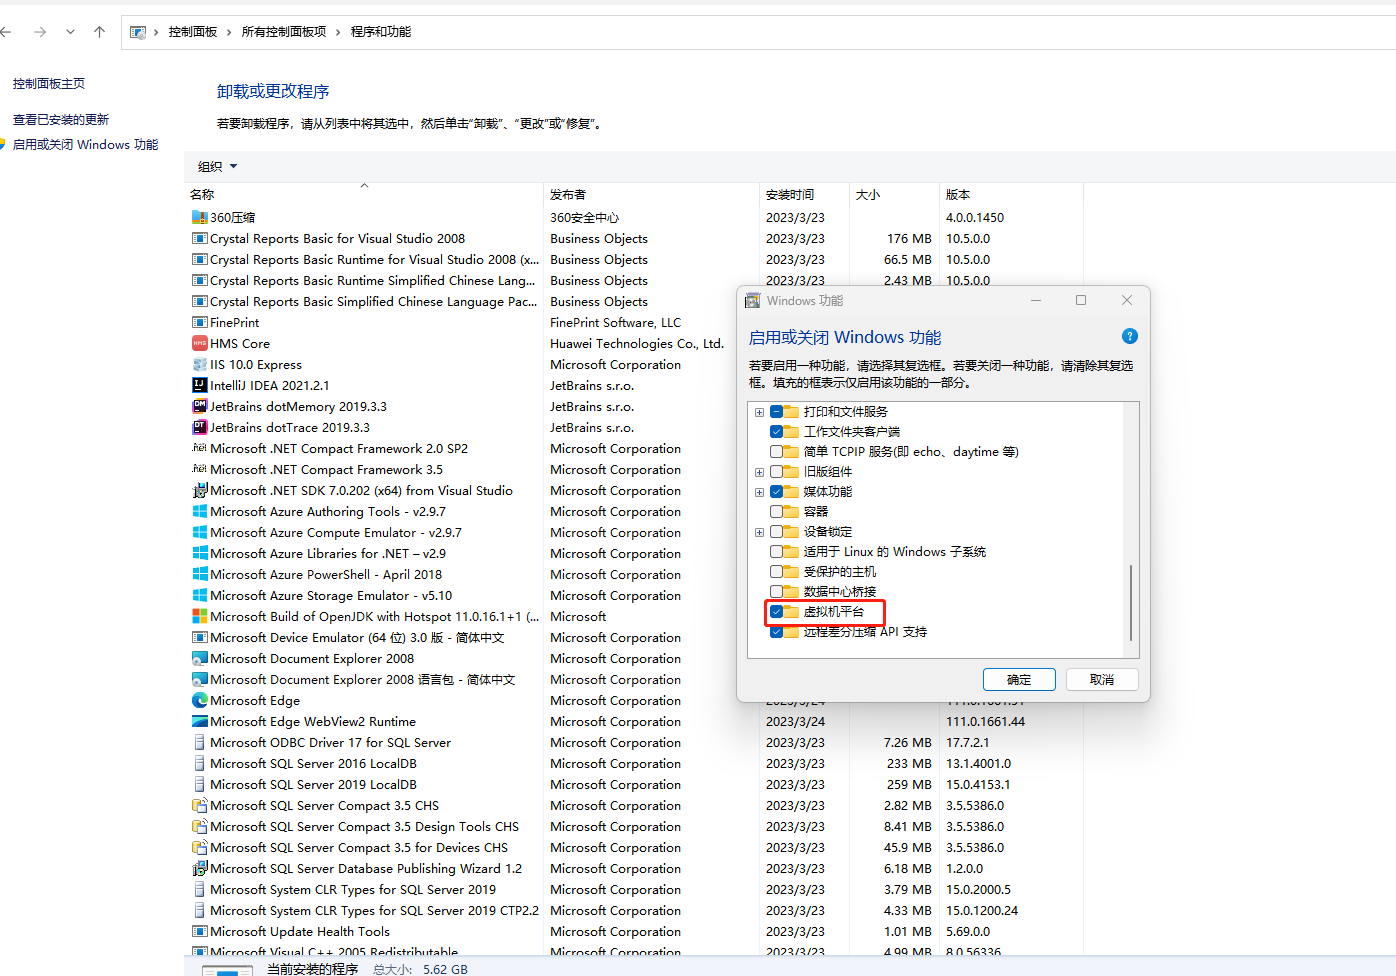 控制面板 › 所有控制面板项 › 程序和功能
控制面板主页
查看已安装的更新
启用或关闭 Windows 功能
卸载或更改程序
若要卸载程序，请从列表中将其选中，然后单击“卸载”、“更改”或“修复”。
组织
名称 发布者 安装时间 大小 版本
360压缩 360安全中心 2023/3/23 4.0.0.1450
Crystal Reports Basic for Visual Studio 2008 Business Objects 2023/3/23 176 MB 10.5.0.0
Crystal Reports Basic Runtime for Visual Studio 2008 (x... Business Objects 2023/3/23 66.5 MB 10.5.0.0
Crystal Reports Basic Runtime Simplified Chinese Lang... Business Objects 2023/3/23 2.43 MB 10.5.0.0
Crystal Reports Basic Simplified Chinese Language Pac... Business Objects
FinePrint FinePrint Software, LLC
HMS HMS Core Huawei Technologies Co., Ltd.
IIS 10.0 Express Microsoft Corporation
IJ IntelliJ IDEA 2021.2.1 JetBrains s.r.o.
DM JetBrains dotMemory 2019.3.3 JetBrains s.r.o.
DT JetBrains dotTrace 2019.3.3 JetBrains s.r.o.
.net Microsoft .NET Compact Framework 2.0 SP2 Microsoft Corporation
.net Microsoft .NET Compact Framework 3.5 Microsoft Corporation
Microsoft .NET SDK 7.0.202 (x64) from Visual Studio Microsoft Corporation
Microsoft Azure Authoring Tools - v2.9.7 Microsoft Corporation
Microsoft Azure Compute Emulator - v2.9.7 Microsoft Corporation
Microsoft Azure Libraries for .NET – v2.9 Microsoft Corporation
Microsoft Azure PowerShell - April 2018 Microsoft Corporation
Microsoft Azure Storage Emulator - v5.10 Microsoft Corporation
Microsoft Build of OpenJDK with Hotspot 11.0.16.1+1 (... Microsoft
Microsoft Device Emulator (64 位) 3.0 版 - 简体中文 Microsoft Corporation
Microsoft Document Explorer 2008 Microsoft Corporation
Microsoft Document Explorer 2008 语言包 - 简体中文 Microsoft Corporation
Microsoft Edge Microsoft Corporation 2023/3/24
Microsoft Edge WebView2 Runtime Microsoft Corporation 2023/3/24 111.0.1661.44
Microsoft ODBC Driver 17 for SQL Server Microsoft Corporation 2023/3/23 7.26 MB 17.7.2.1
Microsoft SQL Server 2016 LocalDB Microsoft Corporation 2023/3/23 233 MB 13.1.4001.0
Microsoft SQL Server 2019 LocalDB Microsoft Corporation 2023/3/23 259 MB 15.0.4153.1
Microsoft SQL Server Compact 3.5 CHS Microsoft Corporation 2023/3/23 2.82 MB 3.5.5386.0
Microsoft SQL Server Compact 3.5 Design Tools CHS Microsoft Corporation 2023/3/23 8.41 MB 3.5.5386.0
Microsoft SQL Server Compact 3.5 for Devices CHS Microsoft Corporation 2023/3/23 45.9 MB 3.5.5386.0
Microsoft SQL Server Database Publishing Wizard 1.2 Microsoft Corporation 2023/3/23 6.18 MB 1.2.0.0
Microsoft System CLR Types for SQL Server 2019 Microsoft Corporation 2023/3/23 3.79 MB 15.0.2000.5
Microsoft System CLR Types for SQL Server 2019 CTP2.2 Microsoft Corporation 2023/3/23 4.33 MB 15.0.1200.24
Microsoft Update Health Tools Microsoft Corporation 2023/3/23 1.01 MB 5.69.0.0
Microsoft Visual C++ 2005 Redistributable Microsoft Corporation 2023/3/23 4.99 MB 8.0.56336
当前安装的程序 总大小: 5.62 GB
Windows 功能
启用或关闭 Windows 功能
若要启用一种功能，请选择其复选框。若要关闭一种功能，请清除其复选
框。填充的框表示仅启用该功能的一部分。
打印和文件服务
工作文件夹客户端
简单 TCPIP 服务(即 echo、daytime 等)
旧版组件
媒体功能
容器
设备锁定
适用于 Linux 的 Windows 子系统
受保护的主机
数据中心桥接
虚拟机平台
远程差分压缩 API 支持
确定 取消